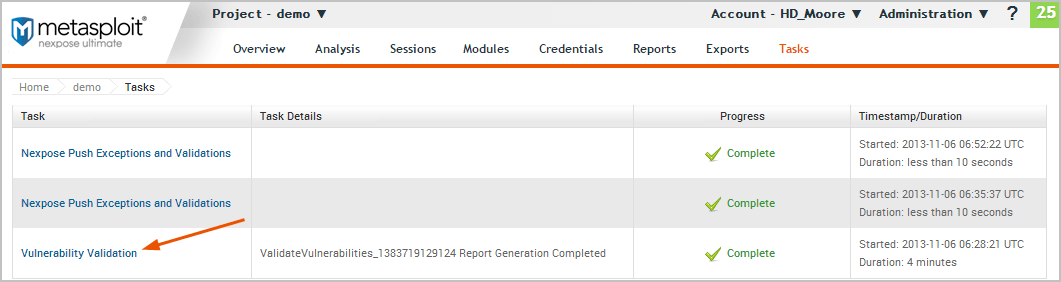 metasploit®
nexpose ultimate
Project - demo ▼
Account - HD_Moore ▼
Administration ▼
?
25
Overview
Analysis
Sessions
Modules
Credentials
Reports
Exports
Tasks
Home
demo
Tasks
Task
Task Details
Progress
Timestamp/Duration
Nexpose Push Exceptions and Validations
Complete
Started: 2013-11-06 06:52:22 UTC
Duration: less than 10 seconds
Nexpose Push Exceptions and Validations
Complete
Started: 2013-11-06 06:35:37 UTC
Duration: less than 10 seconds
Vulnerability Validation
ValidateVulnerabilities_1383719129124 Report Generation Completed
Complete
Started: 2013-11-06 06:28:21 UTC
Duration: 4 minutes